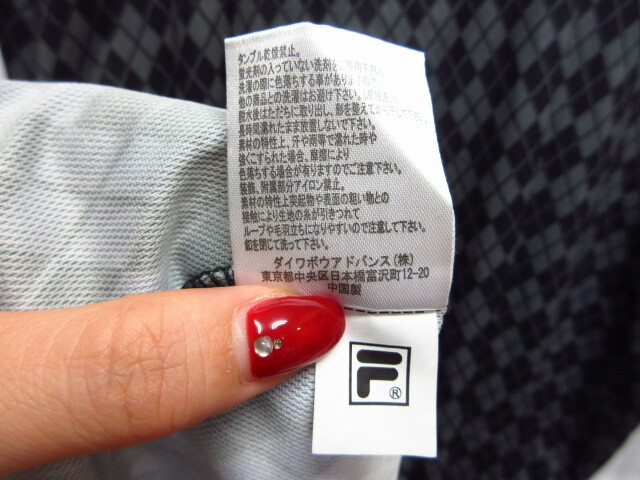 タンブル乾燥禁止。
蛍光剤の入っていない洗剤をご使用下さい。
洗濯の際に色落ちする事がありますので
他の商品との洗濯はお避け下さい。
脱水後はただちに取り出し、形を整えて
長時間濡れたまま放置しないで下さい。
素材の特性上、汗や雨等で濡れた時や
強くこすられた場合、摩擦により
色落ちする場合が有りますのでご注意下さい。
接飾、附属部分アイロン禁止。
素材の特性上突起物や表面の粗い物との
接触により生地の糸が引きつれて
ループや毛羽立ちになりやすいので注意して下さい。
釦を閉じて洗って下さい。
ダイワボウアドバンス(株)
東京都中央区日本橋富沢町12-20
中国製
F®